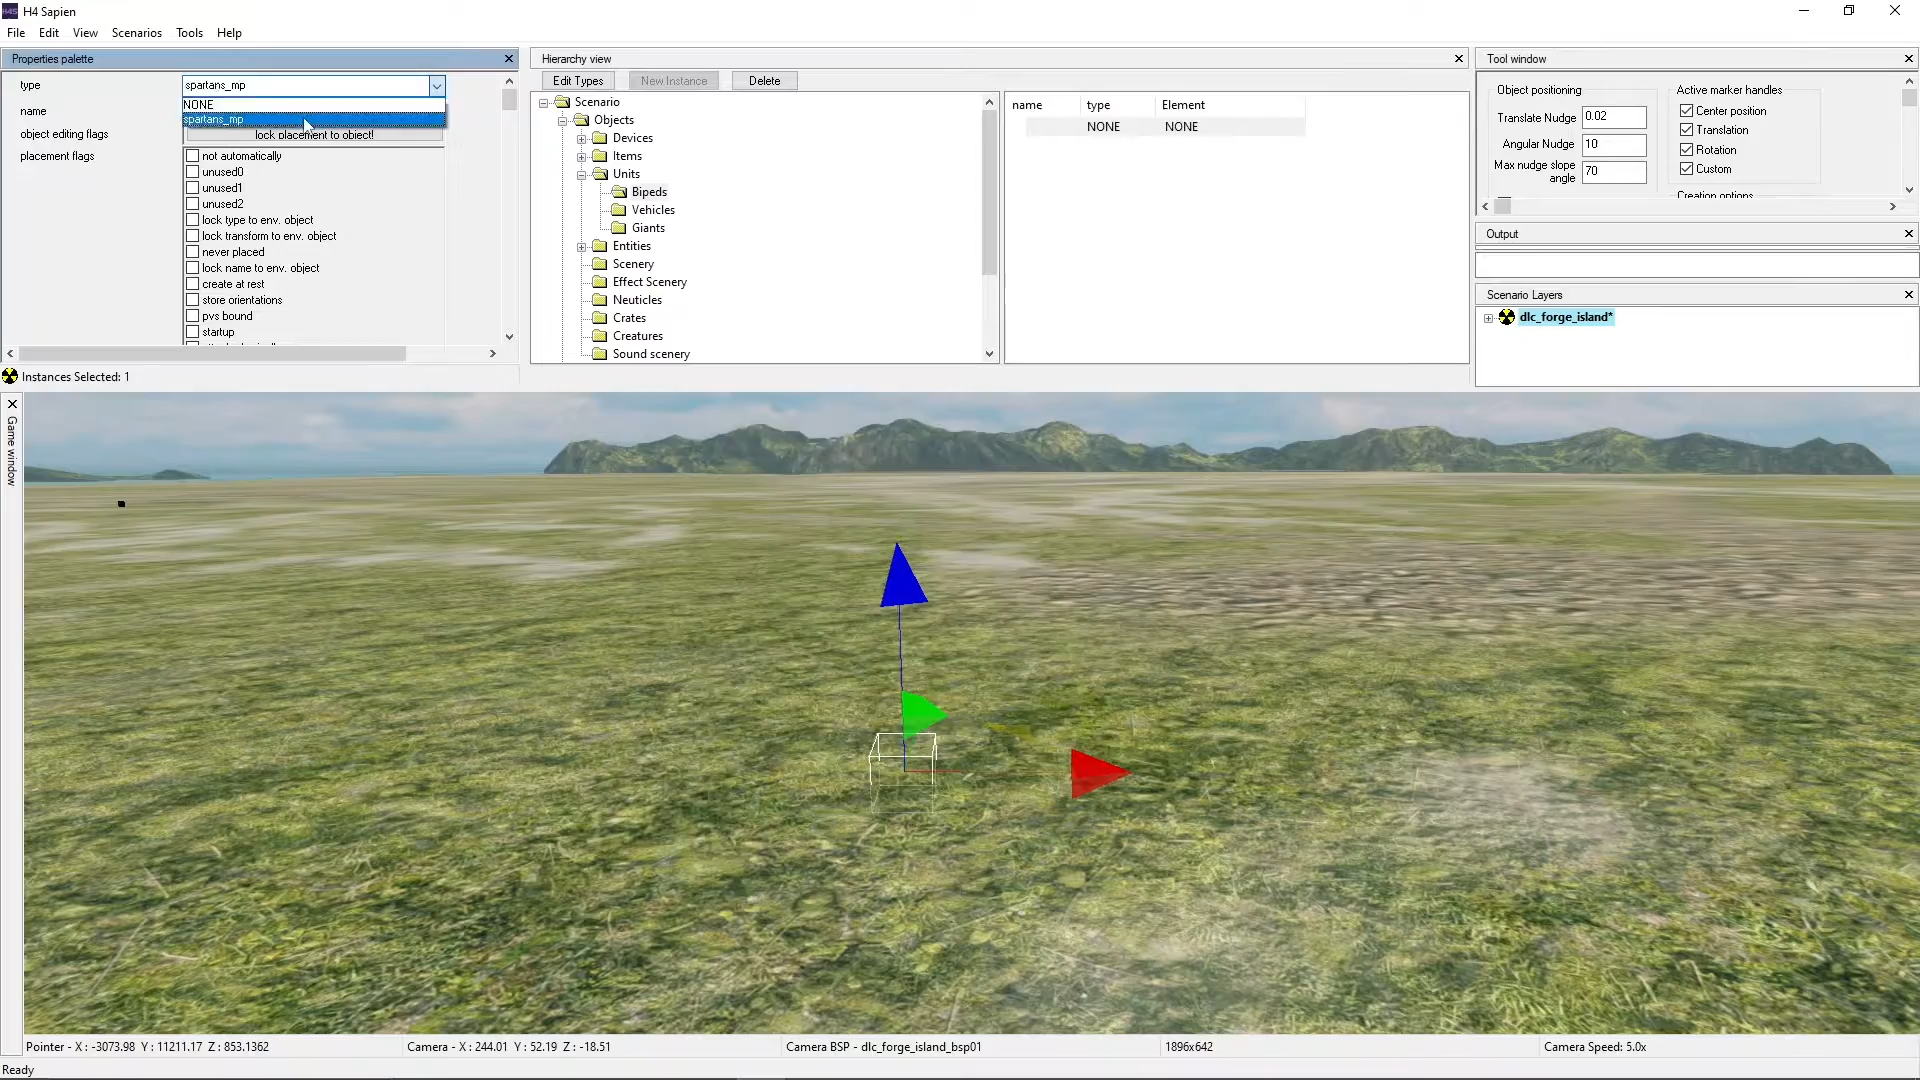 H4S H4 Sapien
File Edit View Scenarios Tools Help
Properties palette
type
spartans_mp
NONE
spartans_mp
name
object editing flags
lock placement to object!
placement flags
not automatically
unused0
unused1
unused2
lock type to env. object
lock transform to env. object
never placed
lock name to env. object
create at rest
store orientations
pvs bound
startup
Instances Selected: 1
Hierarchy view
Edit Types New Instance Delete
Scenario
Objects
Devices
Items
Units
Bipeds
Vehicles
Giants
Entities
Scenery
Effect Scenery
Neuticles
Crates
Creatures
Sound scenery
name type Element
NONE NONE
Tool window
Object positioning
Translate Nudge 0.02
Angular Nudge 10
Max nudge slope angle 70
Active marker handles
Center position
Translation
Rotation
Custom
Creation options
Output
Scenario Layers
dlc_forge_island*
Game window
Pointer - X : -3073.98 Y : 11211.17 Z : 853.1362
Camera - X : 244.01 Y : 52.19 Z : -18.51
Camera BSP - dlc_forge_island_bsp01
1896x642
Camera Speed: 5.0x
Ready